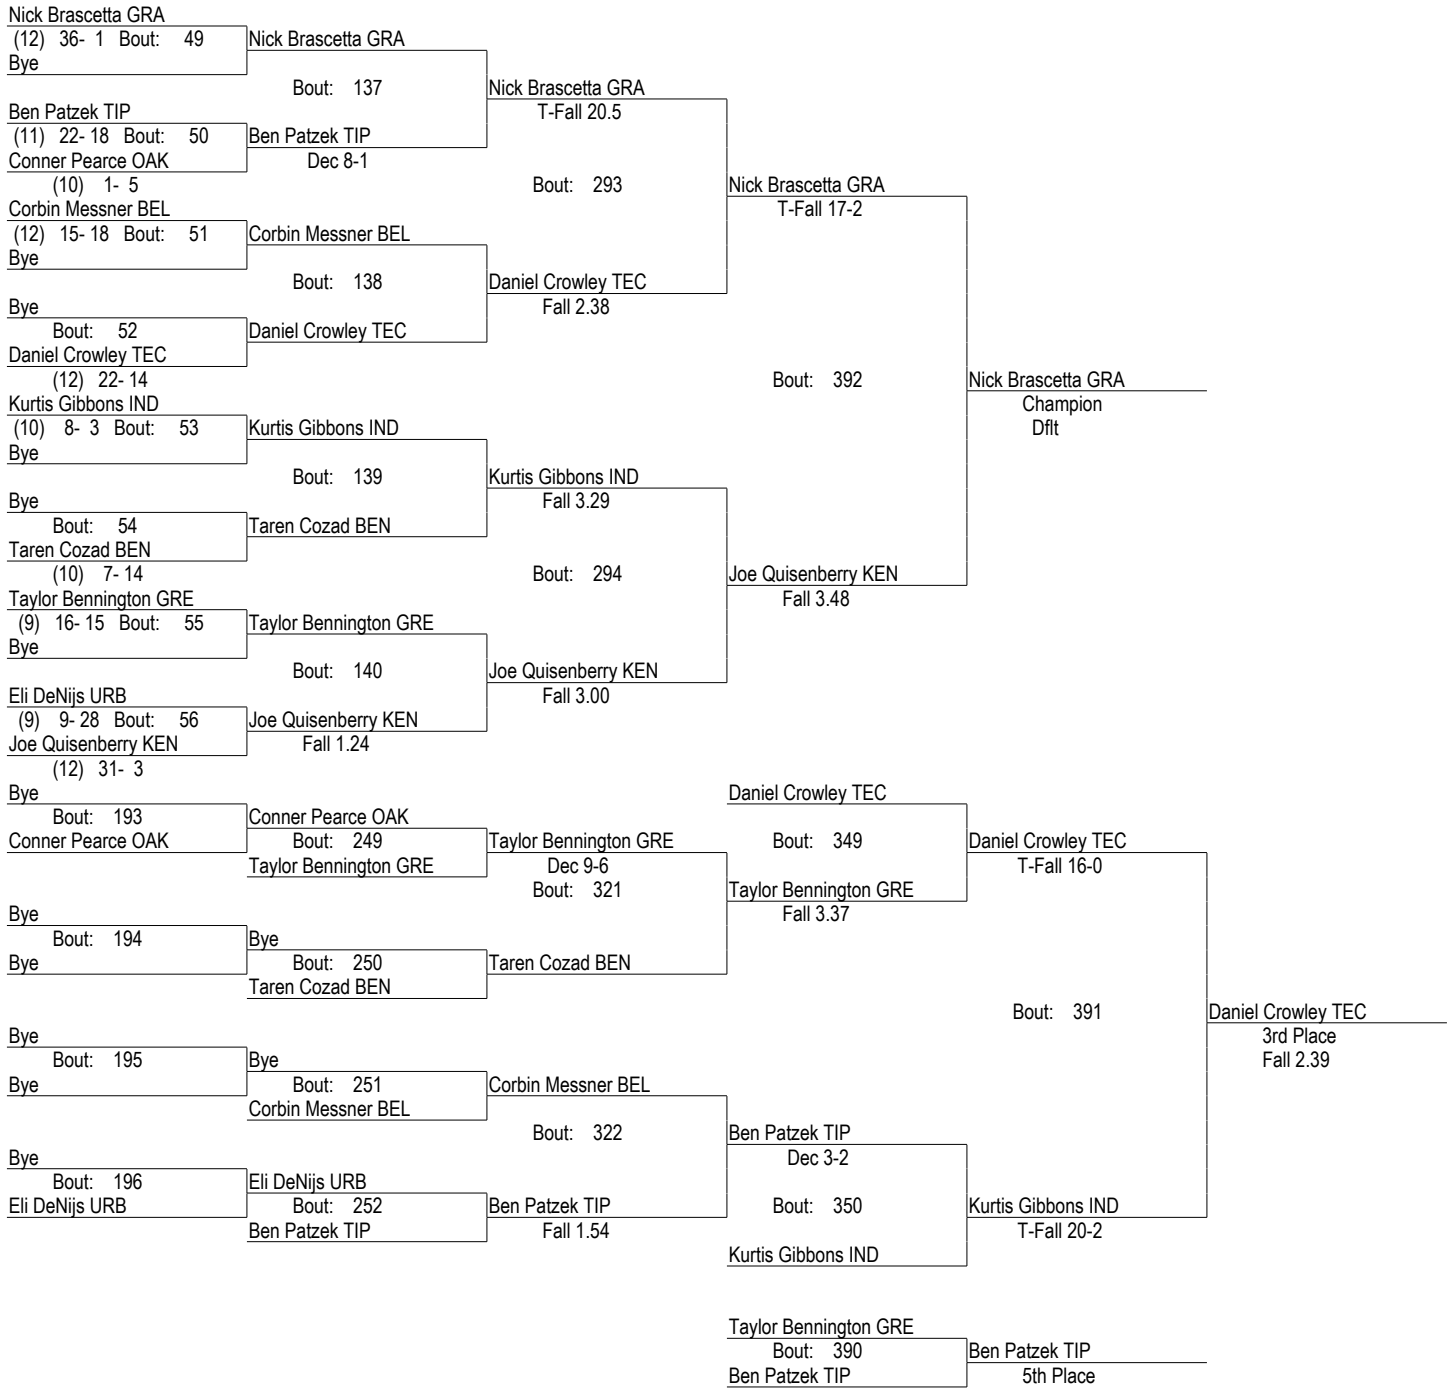 Nick Brascetta GRA
(12) 36- 1 Bout: 49
Nick Brascetta GRA
Bye
Bout: 137
Nick Brascetta GRA
Ben Patzek TIP
T-Fall 20.5
(11) 22- 18 Bout: 50
Ben Patzek TIP
Conner Pearce OAK
Dec 8-1
(10) 1- 5
Bout: 293
Nick Brascetta GRA
Corbin Messner BEL
T-Fall 17-2
(12) 15- 18 Bout: 51
Corbin Messner BEL
Bye
Bout: 138
Daniel Crowley TEC
Bye
Fall 2.38
Bout: 52
Daniel Crowley TEC
Daniel Crowley TEC
(12) 22- 14
Bout: 392
Nick Brascetta GRA
Kurtis Gibbons IND
Champion
(10) 8- 3 Bout: 53
Kurtis Gibbons IND
Dflt
Bye
Bout: 139
Kurtis Gibbons IND
Bye
Fall 3.29
Bout: 54
Taren Cozad BEN
Taren Cozad BEN
(10) 7- 14
Bout: 294
Joe Quisenberry KEN
Taylor Bennington GRE
Fall 3.48
(9) 16- 15 Bout: 55
Taylor Bennington GRE
Bye
Bout: 140
Joe Quisenberry KEN
Eli DeNijs URB
Fall 3.00
(9) 9- 28 Bout: 56
Joe Quisenberry KEN
Joe Quisenberry KEN
Fall 1.24
(12) 31- 3
Bye
Daniel Crowley TEC
Bout: 193
Conner Pearce OAK
Conner Pearce OAK
Bout: 249
Taylor Bennington GRE
Bout: 349
Daniel Crowley TEC
Taylor Bennington GRE
Dec 9-6
T-Fall 16-0
Bout: 321
Taylor Bennington GRE
Bye
Fall 3.37
Bout: 194
Bye
Bye
Bout: 250
Taren Cozad BEN
Taren Cozad BEN
Bout: 391
Daniel Crowley TEC
Bye
3rd Place
Bout: 195
Bye
Fall 2.39
Bye
Bout: 251
Corbin Messner BEL
Corbin Messner BEL
Bout: 322
Ben Patzek TIP
Bye
Dec 3-2
Bout: 196
Eli DeNijs URB
Eli DeNijs URB
Bout: 252
Ben Patzek TIP
Bout: 350
Kurtis Gibbons IND
Ben Patzek TIP
Fall 1.54
T-Fall 20-2
Kurtis Gibbons IND
Taylor Bennington GRE
Bout: 390
Ben Patzek TIP
Ben Patzek TIP
5th Place